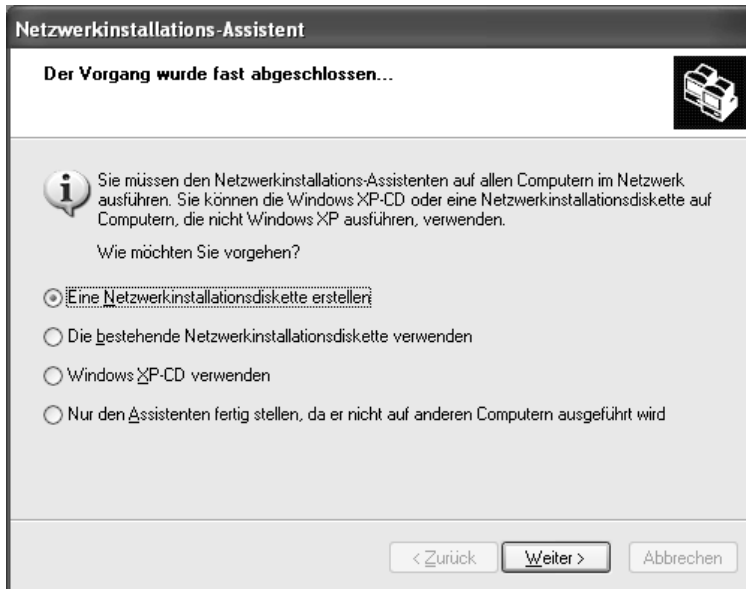 Netzwerkinstallations-Assistent
Der Vorgang wurde fast abgeschlossen...
Sie müssen den Netzwerkinstallations-Assistenten auf allen Computern im Netzwerk
ausführen. Sie können die Windows XP-CD oder eine Netzwerkinstallationsdiskette auf
Computern, die nicht Windows XP ausführen, verwenden.
Wie möchten Sie vorgehen?
Eine Netzwerkinstallationsdiskette erstellen
Die bestehende Netzwerkinstallationsdiskette verwenden
Windows XP-CD verwenden
Nur den Assistenten fertig stellen, da er nicht auf anderen Computern ausgeführt wird
< Zurück Weiter > Abbrechen